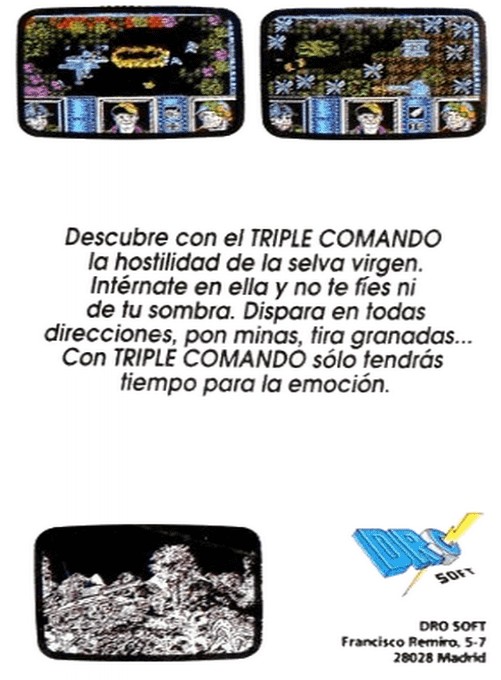 Descubre con el TRIPLE COMANDO
la hostilidad de la selva virgen.
Intérnate en ella y no te fíes ni
de tu sombra. Dispara en todas
direcciones, pon minas, tira granadas...
Con TRIPLE COMANDO sólo tendrás
tiempo para la emoción.
DRO
SOFT
DRO SOFT
Francisco Remiro, 5-7
28028 Madrid